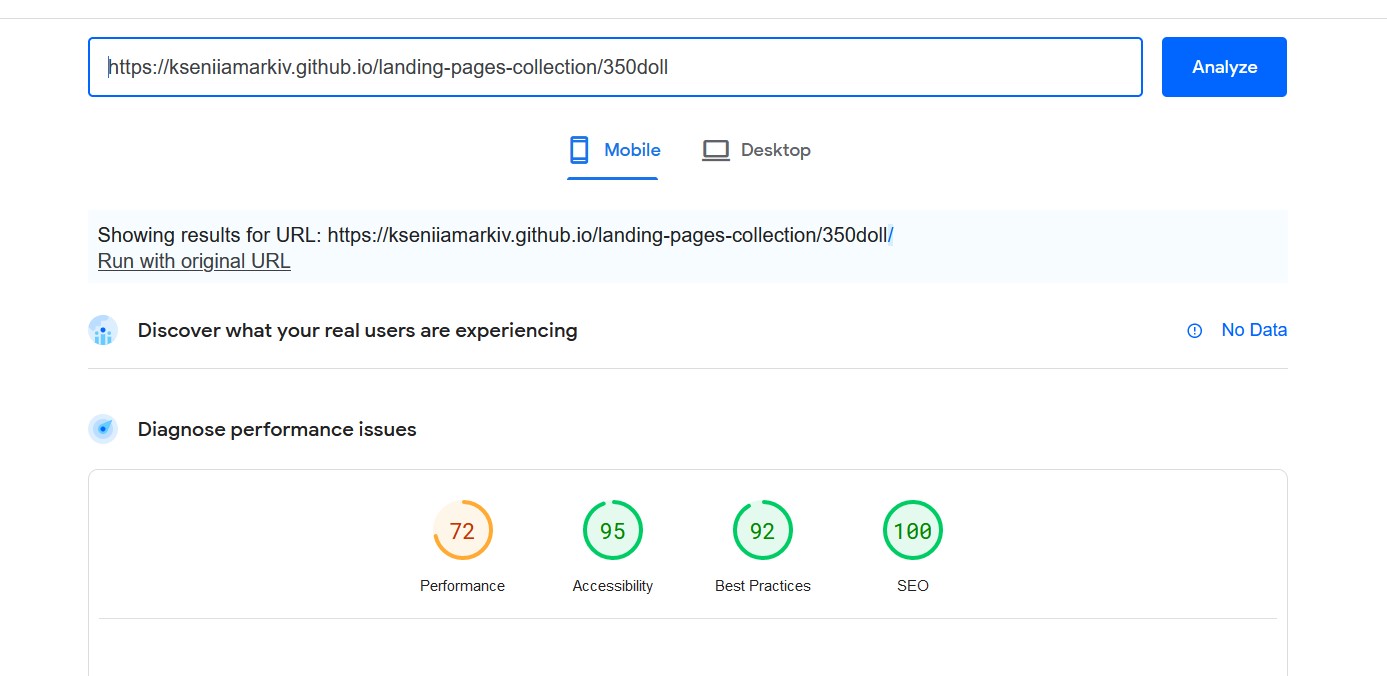 https://kseniiamarkiv.github.io/landing-pages-collection/350doll
Analyze
Mobile
Desktop
Showing results for URL: https://kseniiamarkiv.github.io/landing-pages-collection/350doll/
Run with original URL
Discover what your real users are experiencing
No Data
Diagnose performance issues
72
95
92
100
Performance
Accessibility
Best Practices
SEO